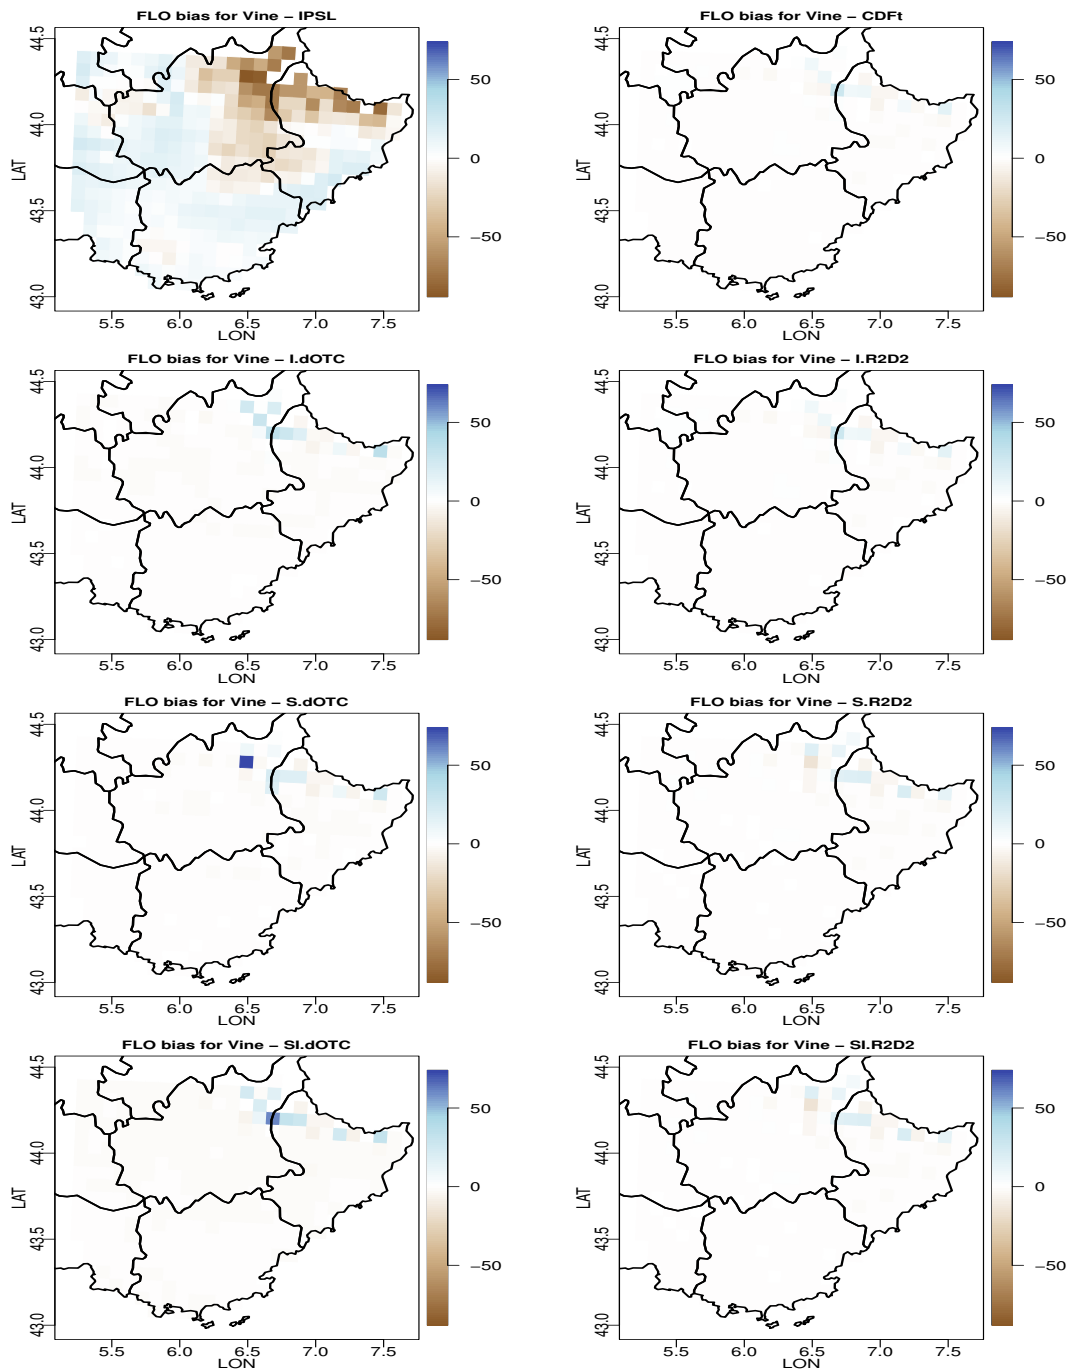 FLO bias for Vine − IPSL
44.5
44.0
43.5
43.0
LAT
5.5 6.0 6.5 7.0 7.5
LON
50
0
−50
FLO bias for Vine − CDFt
44.5
44.0
43.5
43.0
LAT
5.5 6.0 6.5 7.0 7.5
LON
50
0
−50
FLO bias for Vine − I.dOTC
44.5
44.0
43.5
43.0
LAT
5.5 6.0 6.5 7.0 7.5
LON
50
0
−50
FLO bias for Vine − I.R2D2
44.5
44.0
43.5
43.0
LAT
5.5 6.0 6.5 7.0 7.5
LON
50
0
−50
FLO bias for Vine − S.dOTC
44.5
44.0
43.5
43.0
LAT
5.5 6.0 6.5 7.0 7.5
LON
50
0
−50
FLO bias for Vine − S.R2D2
44.5
44.0
43.5
43.0
LAT
5.5 6.0 6.5 7.0 7.5
LON
50
0
−50
FLO bias for Vine − SI.dOTC
44.5
44.0
43.5
43.0
LAT
5.5 6.0 6.5 7.0 7.5
LON
50
0
−50
FLO bias for Vine − SI.R2D2
44.5
44.0
43.5
43.0
LAT
5.5 6.0 6.5 7.0 7.5
LON
50
0
−50